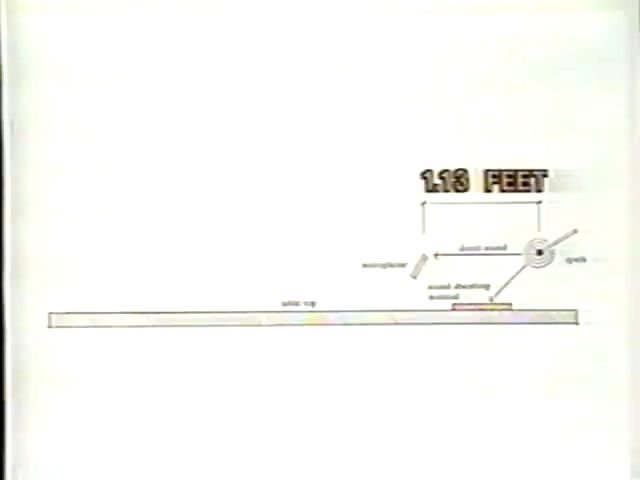 1.13 FEET
direct sound
microphone
spark
sound absorbing
material
table top